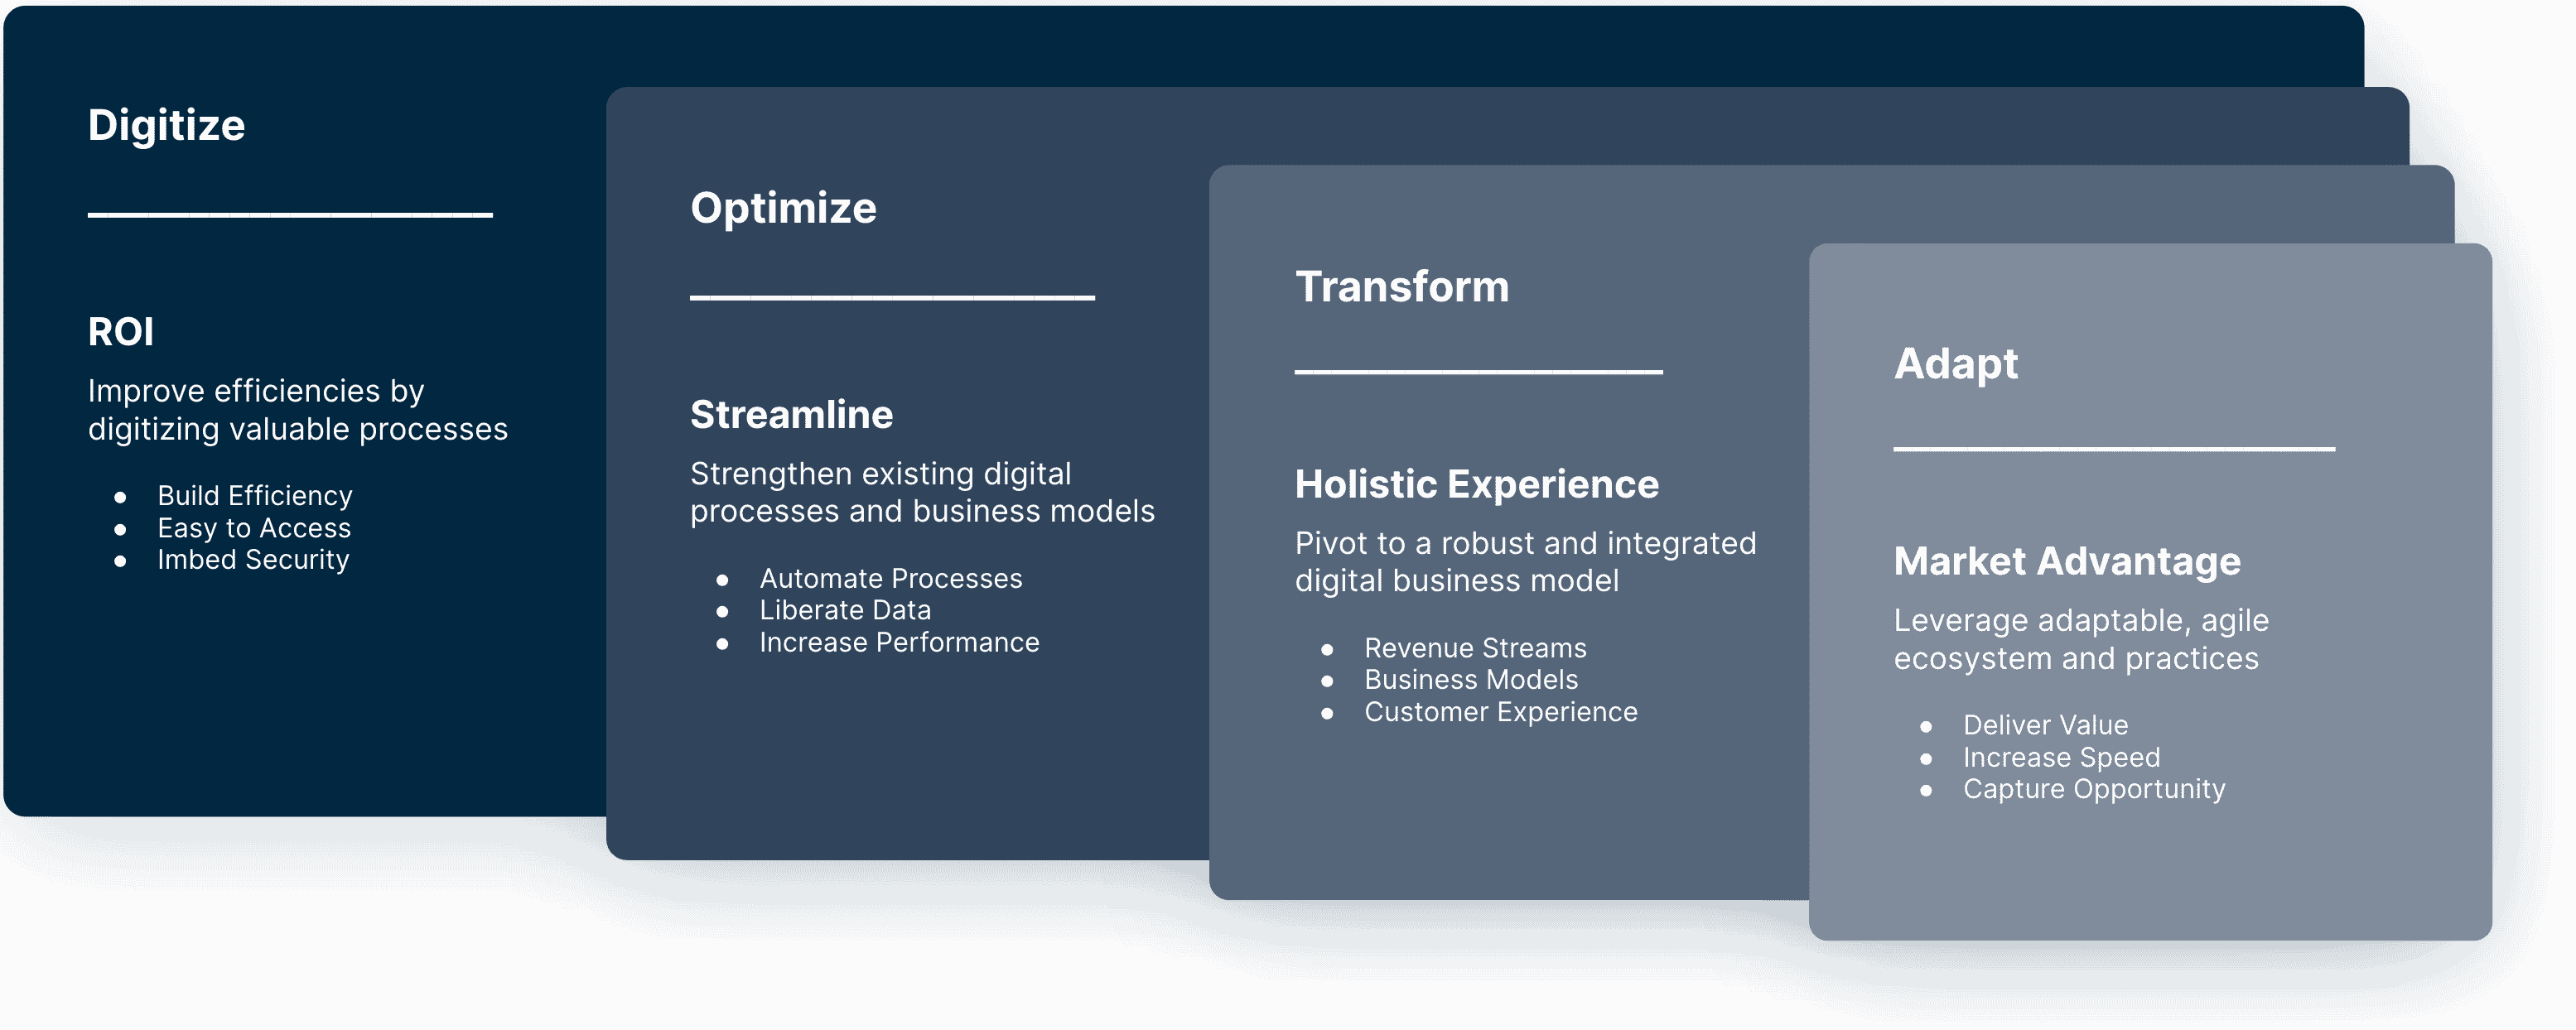 Digitize
ROI
Improve efficiencies by
digitizing valuable processes
● Build Efficiency
● Easy to Access
● Imbed Security
Optimize
Streamline
Strengthen existing digital
processes and business models
● Automate Processes
● Liberate Data
● Increase Performance
Transform
Holistic Experience
Pivot to a robust and integrated
digital business model
● Revenue Streams
● Business Models
● Customer Experience
Adapt
Market Advantage
Leverage adaptable, agile
ecosystem and practices
● Deliver Value
● Increase Speed
● Capture Opportunity